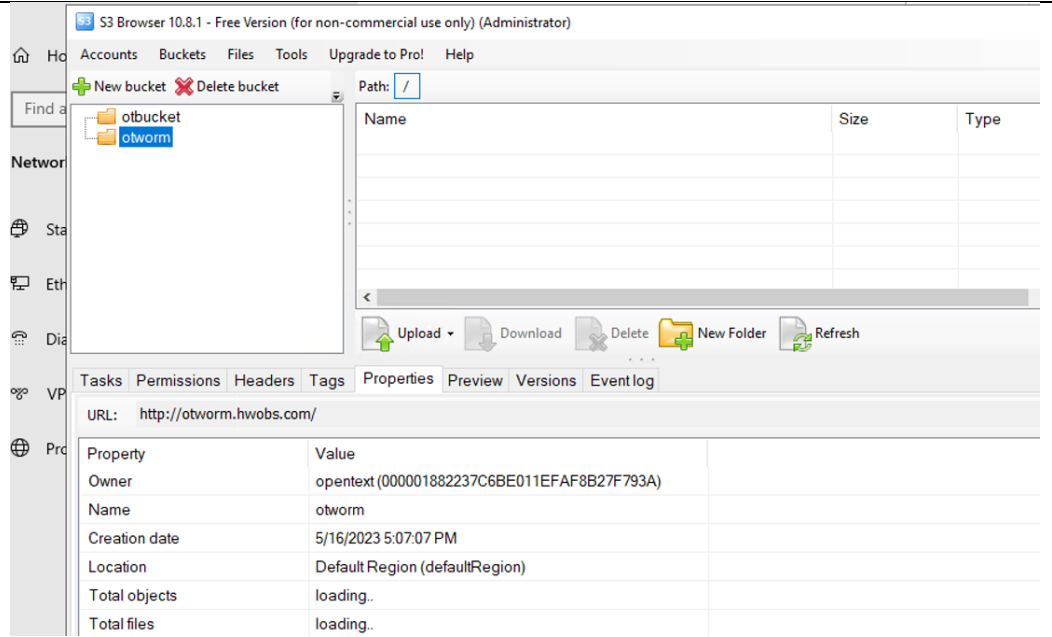 S3 Browser 10.8.1 - Free Version (for non-commercial use only) (Administrator)
Ho
Accounts Buckets Files Tools Upgrade to Pro! Help
New bucket Delete bucket
Path: /
Find a
otbucket
otworm
Name Size Type
Networ
Sta
Eth
Dia
VP
Pro
Upload Download Delete New Folder Refresh
Tasks Permissions Headers Tags Properties Preview Versions Event log
URL: http://otworm.hwobs.com/
Property Value
Owner opentext (000001882237C6BE011EFAF8B27F793A)
Name otworm
Creation date 5/16/2023 5:07:07 PM
Location Default Region (defaultRegion)
Total objects loading..
Total files loading..